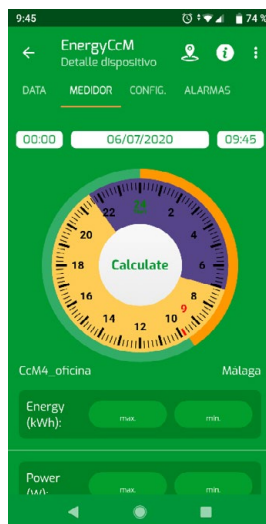 9:45
74 %
EnergyCcM
Detalle dispositivo
DATA MEDIDOR CONFIG. ALARMAS
00:00 06/07/2020 09:45
24
22 2
20 4
18 Calculate 6
16 8
9
14 10
12
CcM4_oficina Málaga
Energy
(kWh): max. min.
Power
(W): max. min.